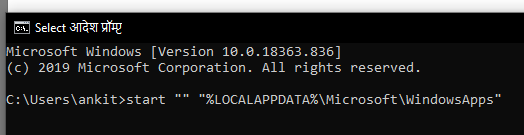 Select आदेश प्रॉम्प्ट
Microsoft Windows [Version 10.0.18363.836]
(c) 2019 Microsoft Corporation. All rights reserved.
C:\Users\ankit>start "" "%LOCALAPPDATA%\Microsoft\WindowsApps"